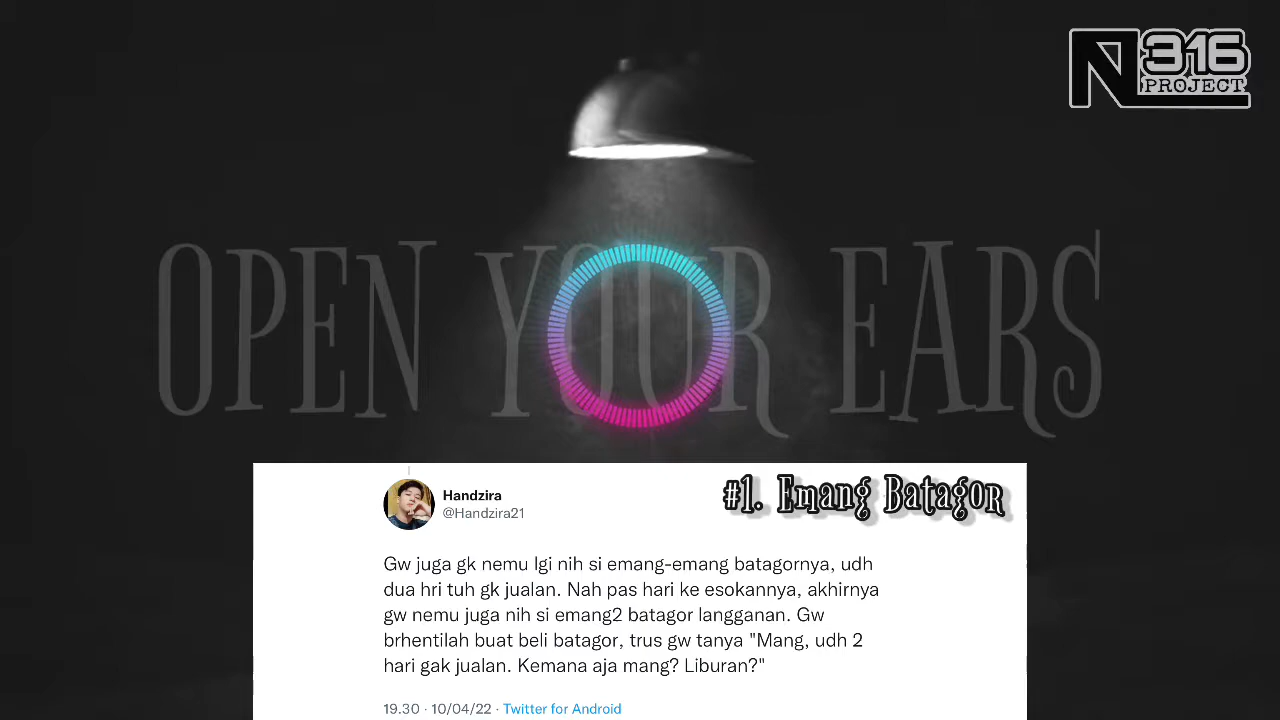 N 316
PROJECT
OPEN YOUR EARS
#1. Emang Batagor
Handzira
@Handzira21
Gw juga gk nemu lgi nih si emang-emang batagornya, udh
dua hri tuh gk jualan. Nah pas hari ke esokannya, akhirnya
gw nemu juga nih si emang2 batagor langganan. Gw
brhentilah buat beli batagor, trus gw tanya "Mang, udh 2
hari gak jualan. Kemana aja mang? Liburan?"
19.30 · 10/04/22 · Twitter for Android